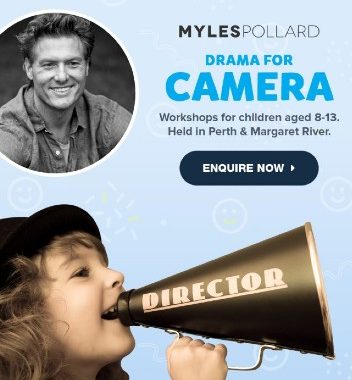 MYLESPOLLARD
DRAMA FOR
CAMERA
Workshops for children aged 8-13.
Held in Perth & Margaret River.
ENQUIRE NOW
DIRECTOR